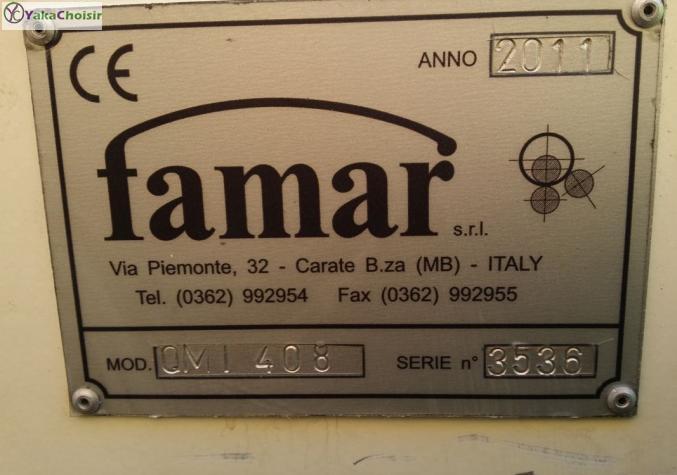 YakaChoisir
CE
ANNO 2011
famar s.r.l.
Via Piemonte, 32 - Carate B.za (MB) - ITALY
Tel. (0362) 992954 Fax (0362) 992955
MOD. QMI 408 SERIE n° 3536